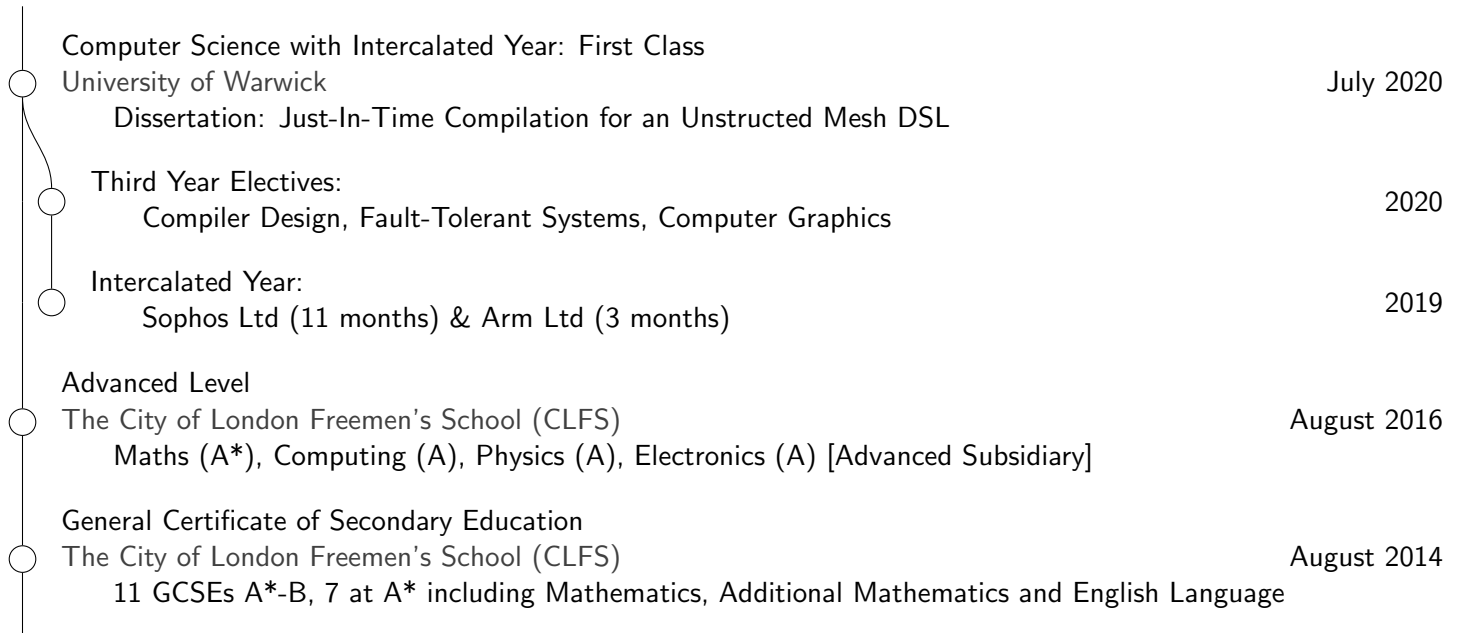 Computer Science with Intercalated Year: First Class
University of Warwick July 2020
Dissertation: Just-In-Time Compilation for an Unstructed Mesh DSL
Third Year Electives:
2020
Compiler Design, Fault-Tolerant Systems, Computer Graphics
Intercalated Year:
2019
Sophos Ltd (11 months) & Arm Ltd (3 months)
Advanced Level
The City of London Freemen's School (CLFS) August 2016
Maths (A*), Computing (A), Physics (A), Electronics (A) [Advanced Subsidiary]
General Certificate of Secondary Education
The City of London Freemen's School (CLFS) August 2014
11 GCSEs A*-B, 7 at A* including Mathematics, Additional Mathematics and English Language